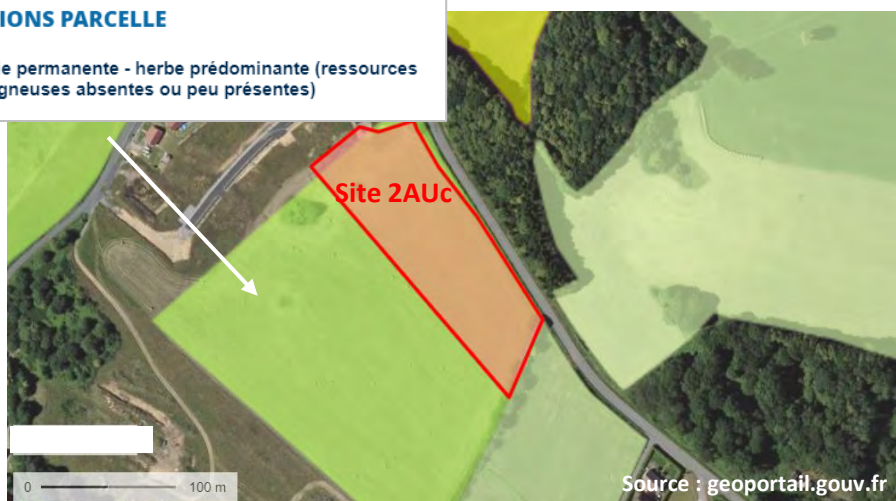 IONS PARCELLE
e permanente - herbe prédominante (ressources
gneuses absentes ou peu présentes)
Site 2AUc
0 100 m
Source : geoportail.gouv.fr